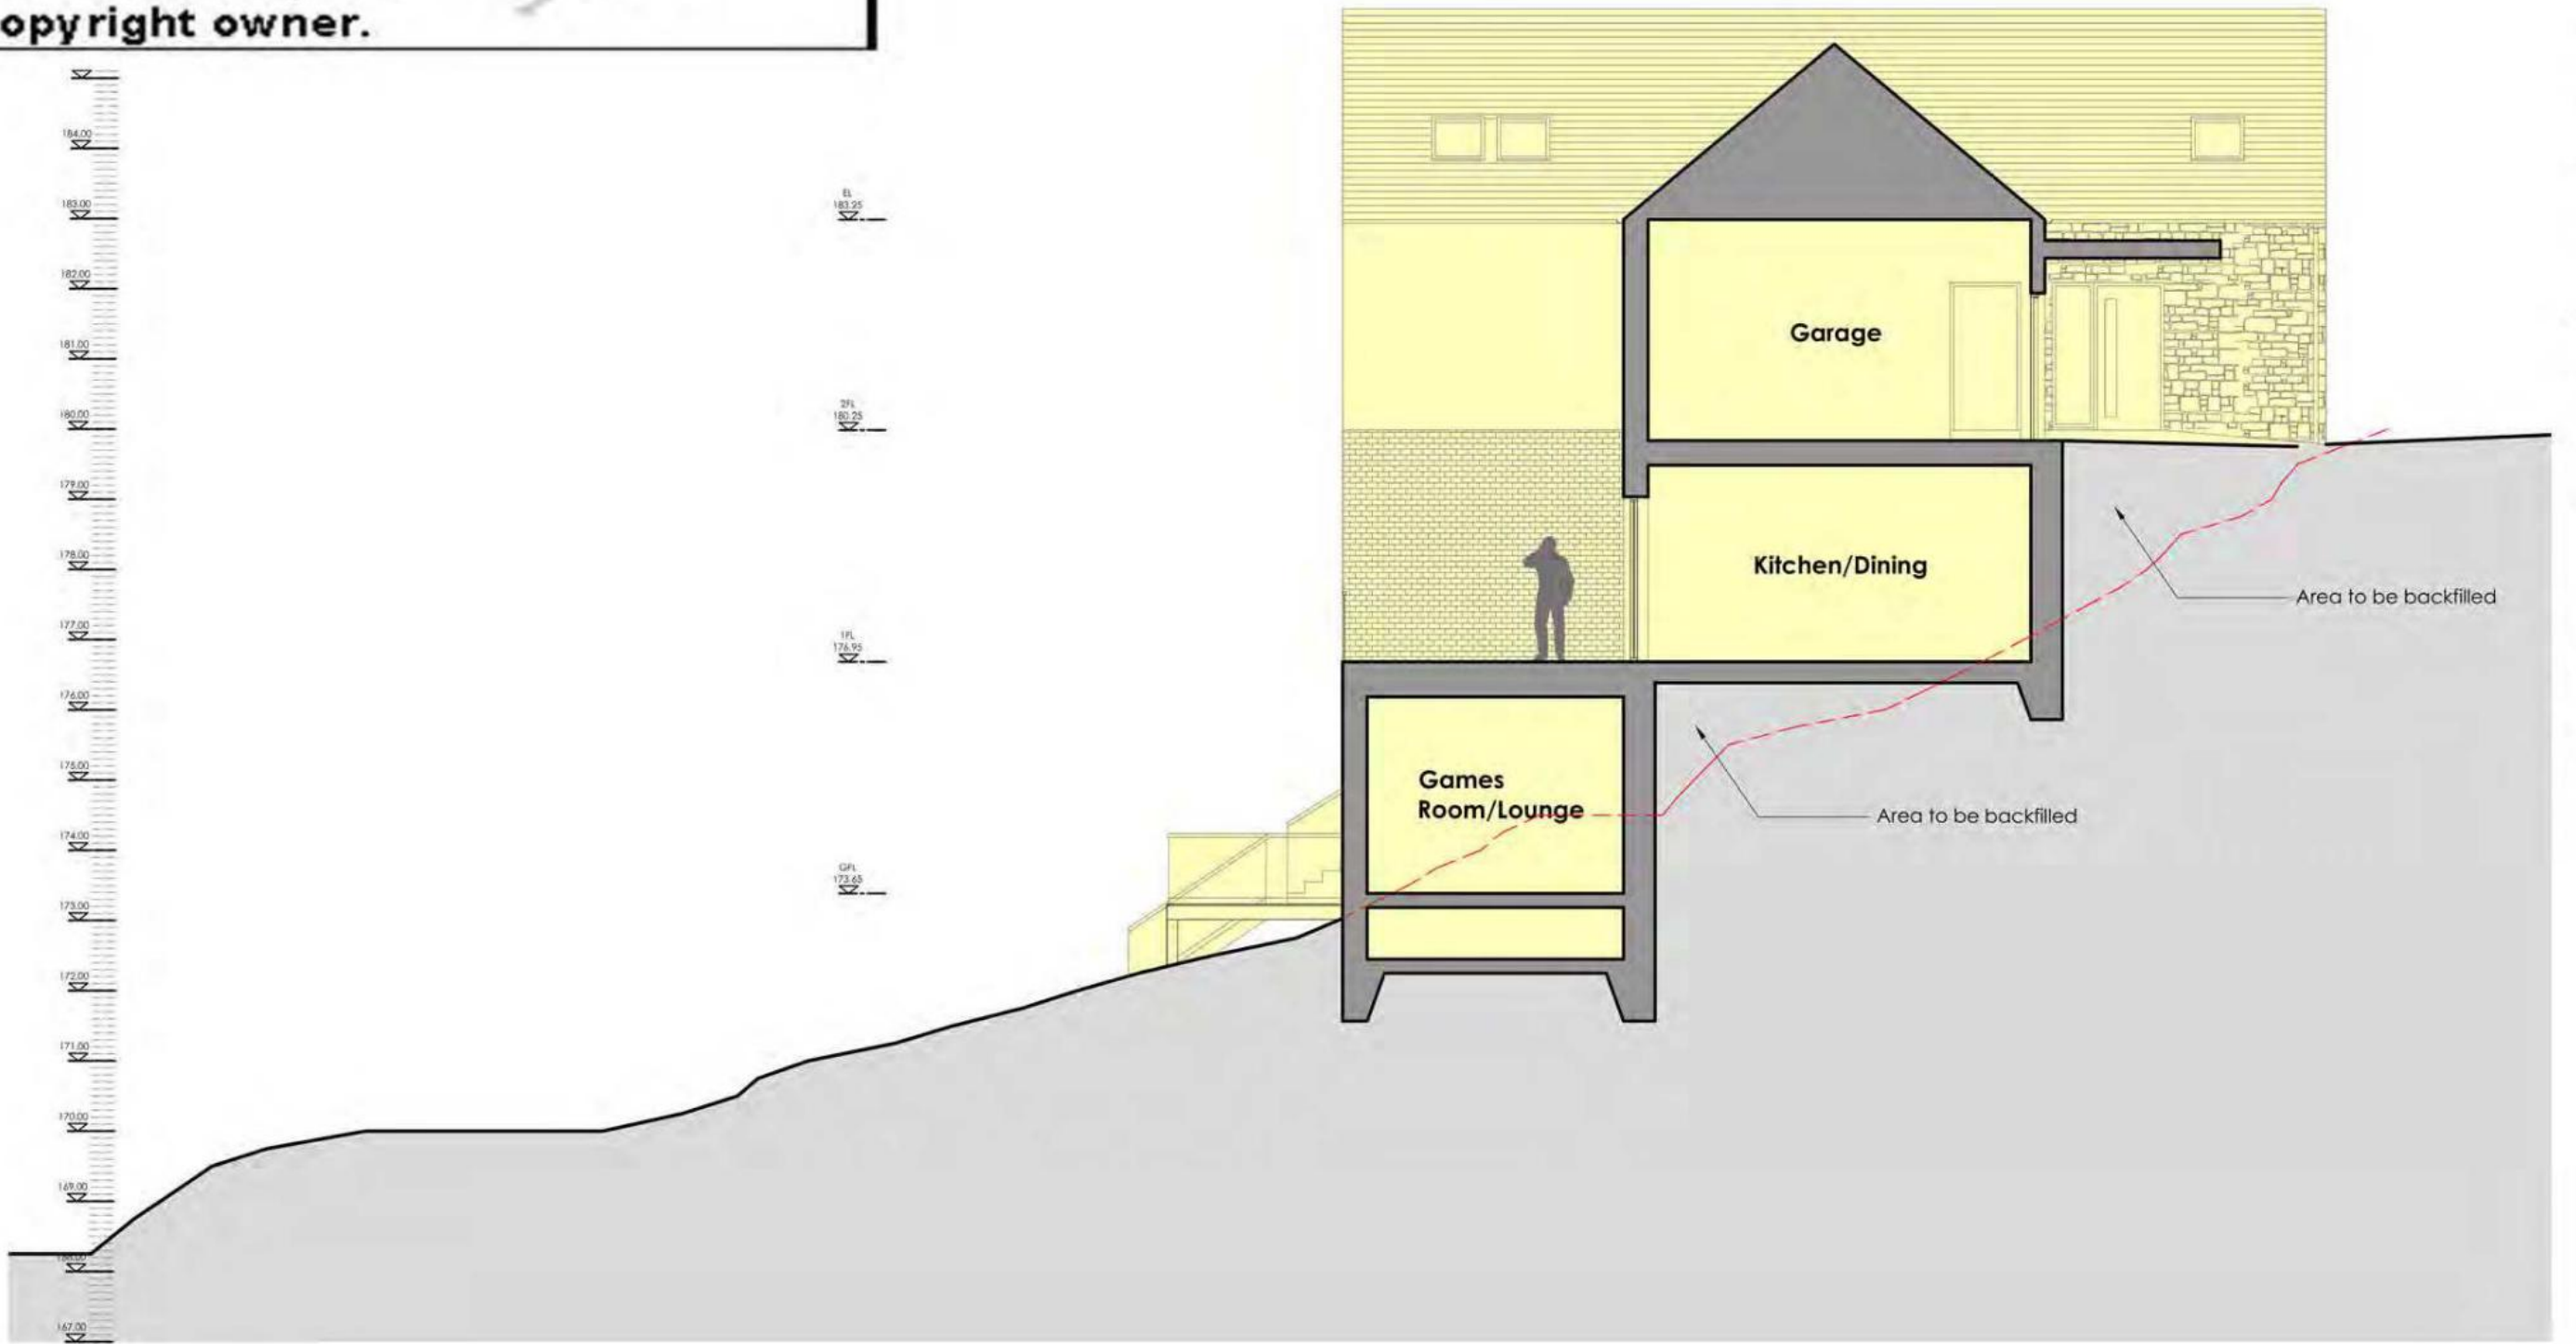 opyright owner.
184.00
183.00
182.00
181.00
180.00
179.00
178.00
177.00
176.00
175.00
174.00
173.00
172.00
171.00
170.00
169.00
168.00
167.00
EL
183.25
2FL
180.25
1FL
176.95
GFL
173.65
Garage
Kitchen/Dining
Area to be backfilled
Games
Room/Lounge
Area to be backfilled